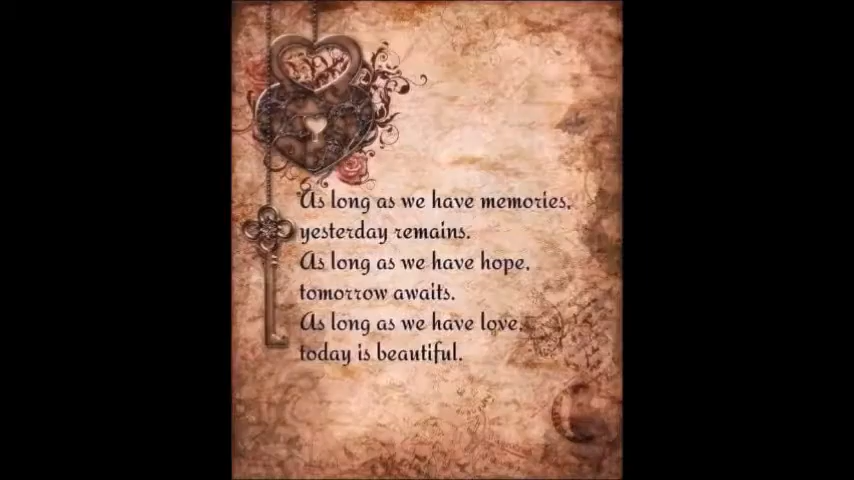 As long as we have memories,
yesterday remains.
As long as we have hope,
tomorrow awaits.
As long as we have love,
today is beautiful.